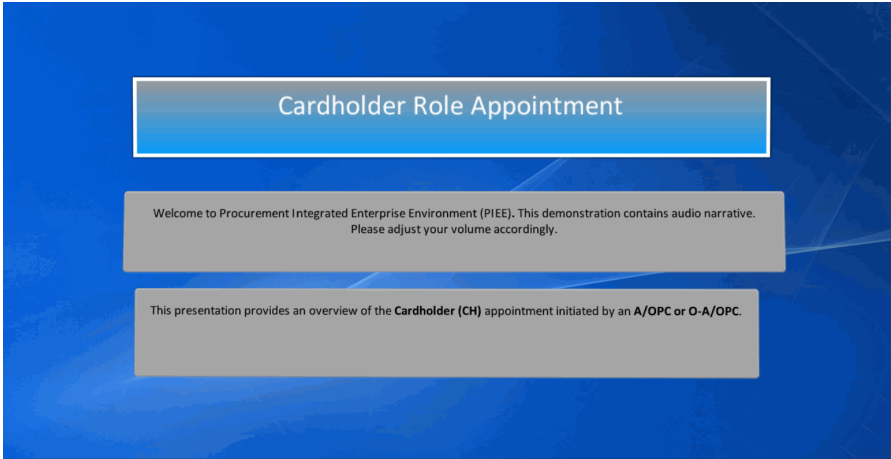 Cardholder Role Appointment
Welcome to Procurement Integrated Enterprise Environment (PIEE). This demonstration contains audio narrative.
Please adjust your volume accordingly.
This presentation provides an overview of the Cardholder (CH) appointment initiated by an A/OPC or O-A/OPC.